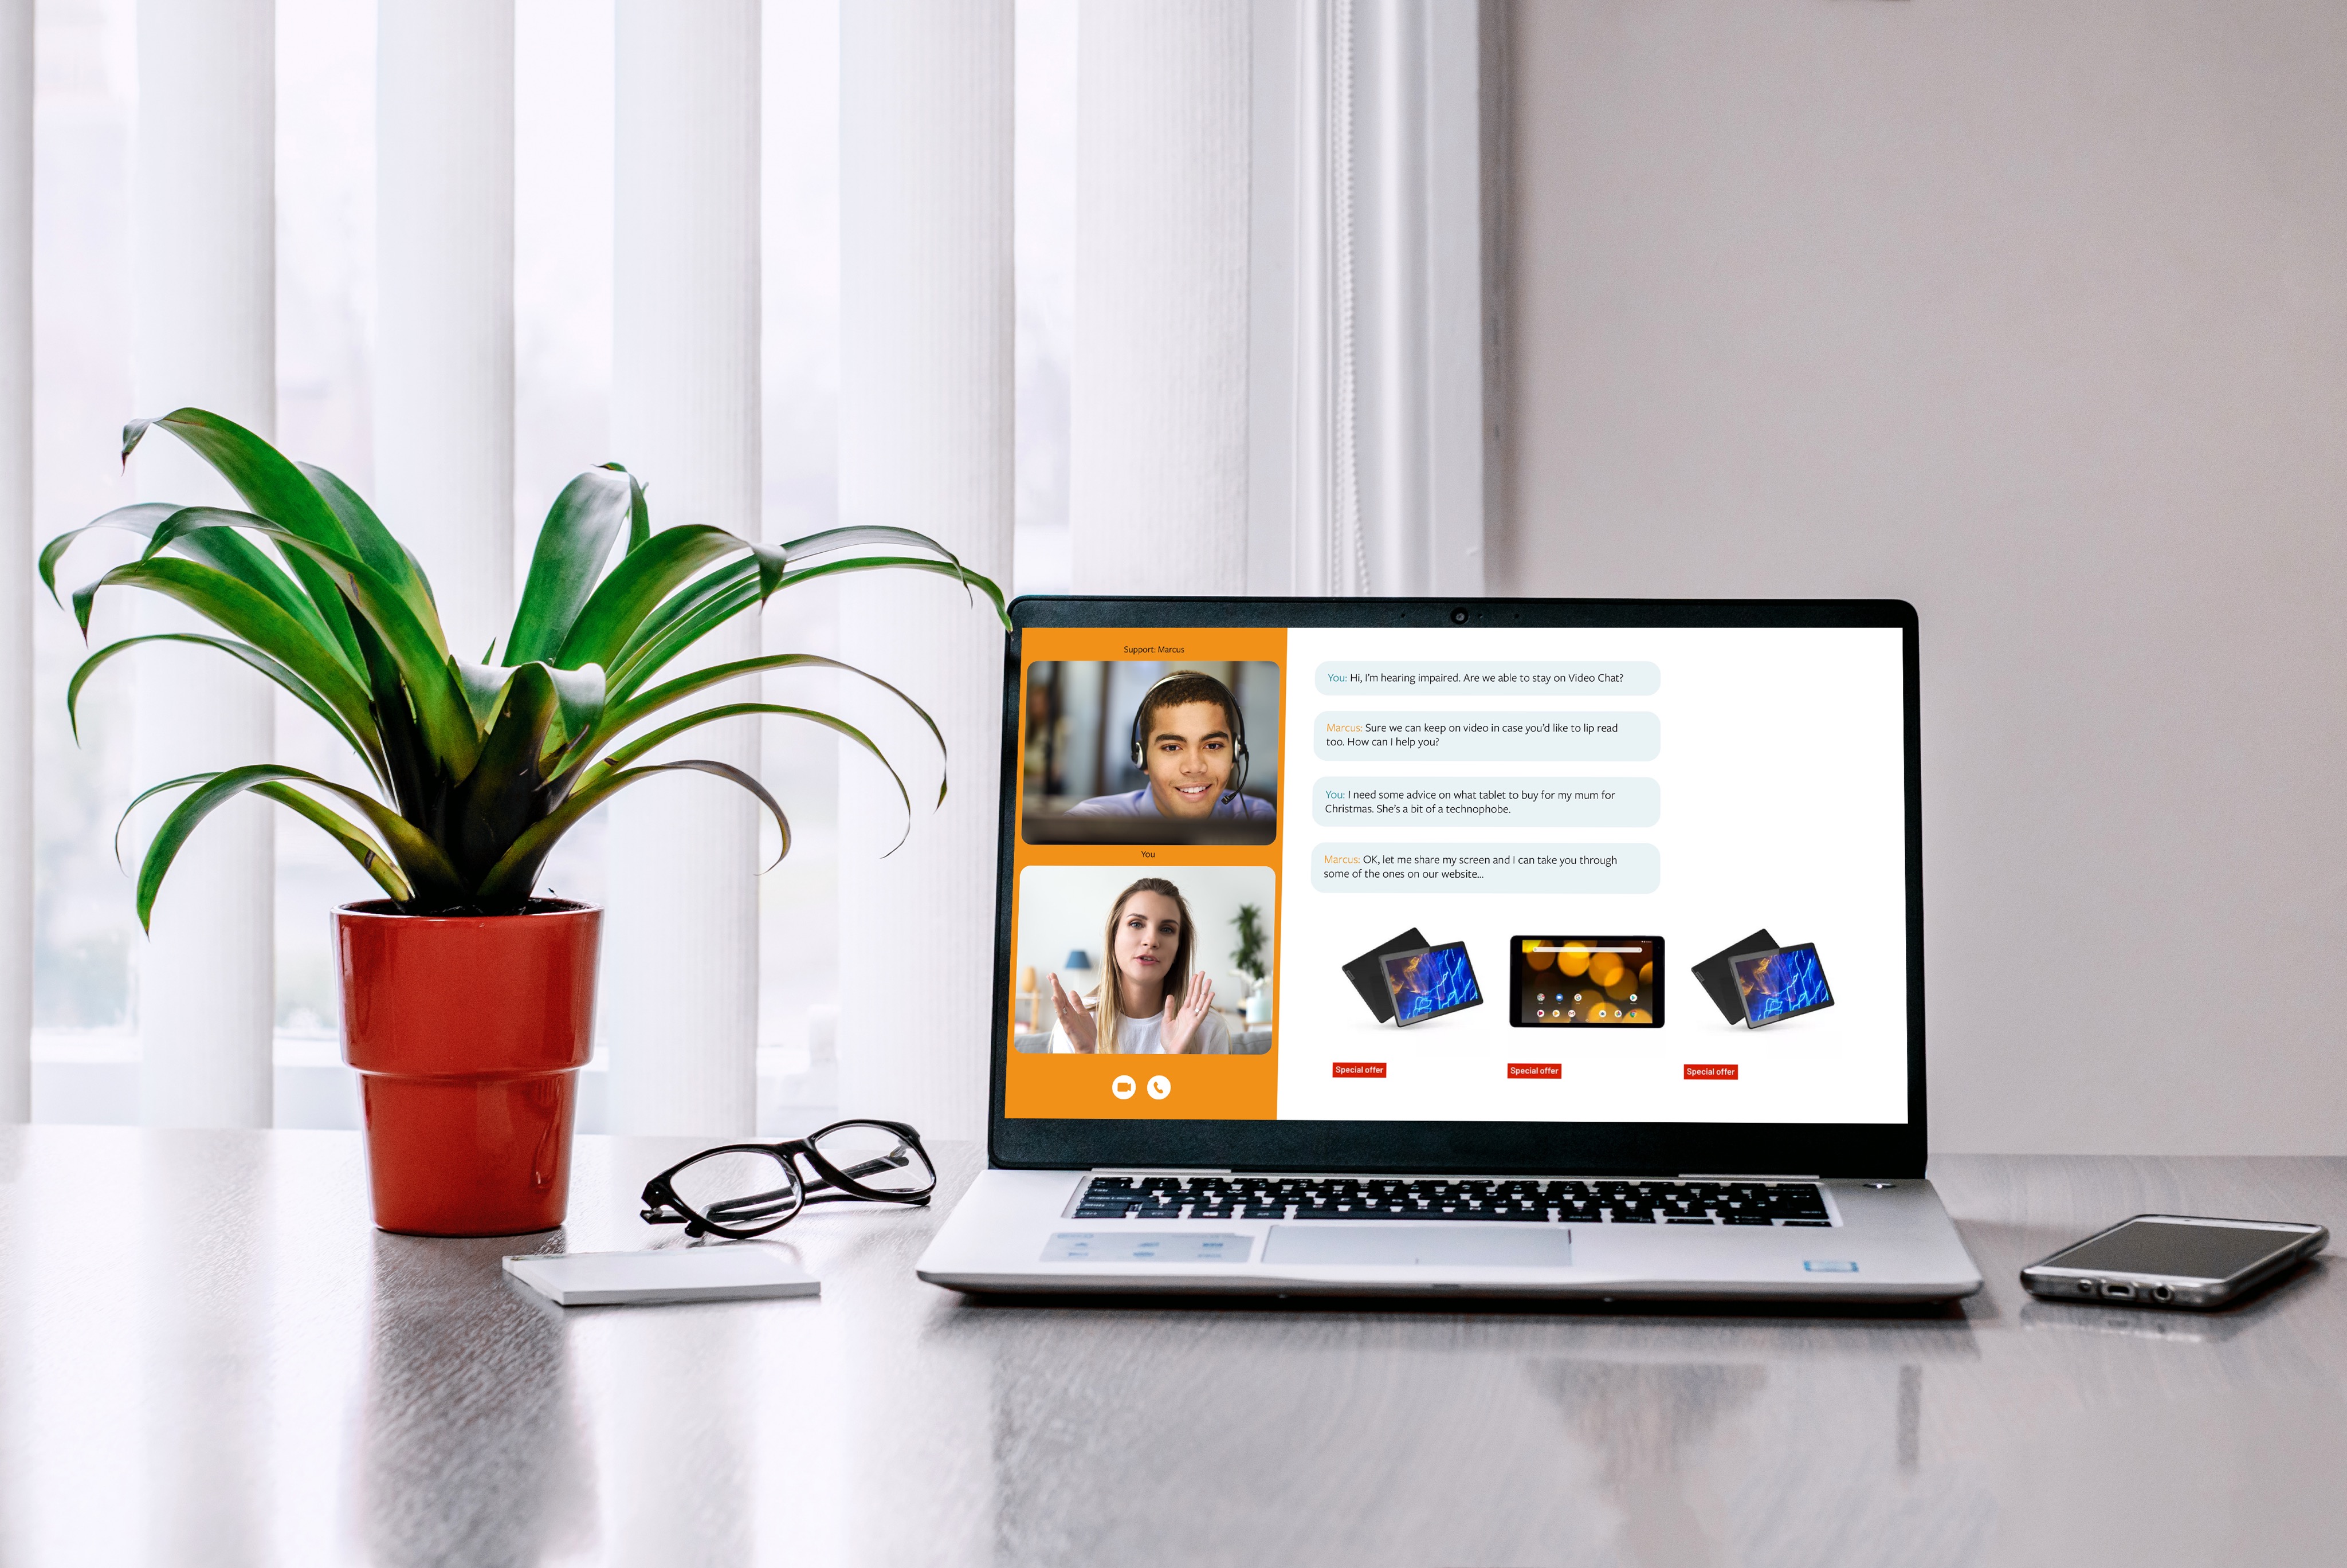 Support: Marcus
You
You: Hi, I'm hearing impaired. Are we able to stay on Video Chat?
Marcus: Sure we can keep on video in case you'd like to lip read
too. How can I help you?
You: I need some advice on what tablet to buy for my mum for
Christmas. She's a bit of a technophobe.
Marcus: OK, let me share my screen and I can take you through
some of the ones on our website...
Special offer
Special offer
Special offer